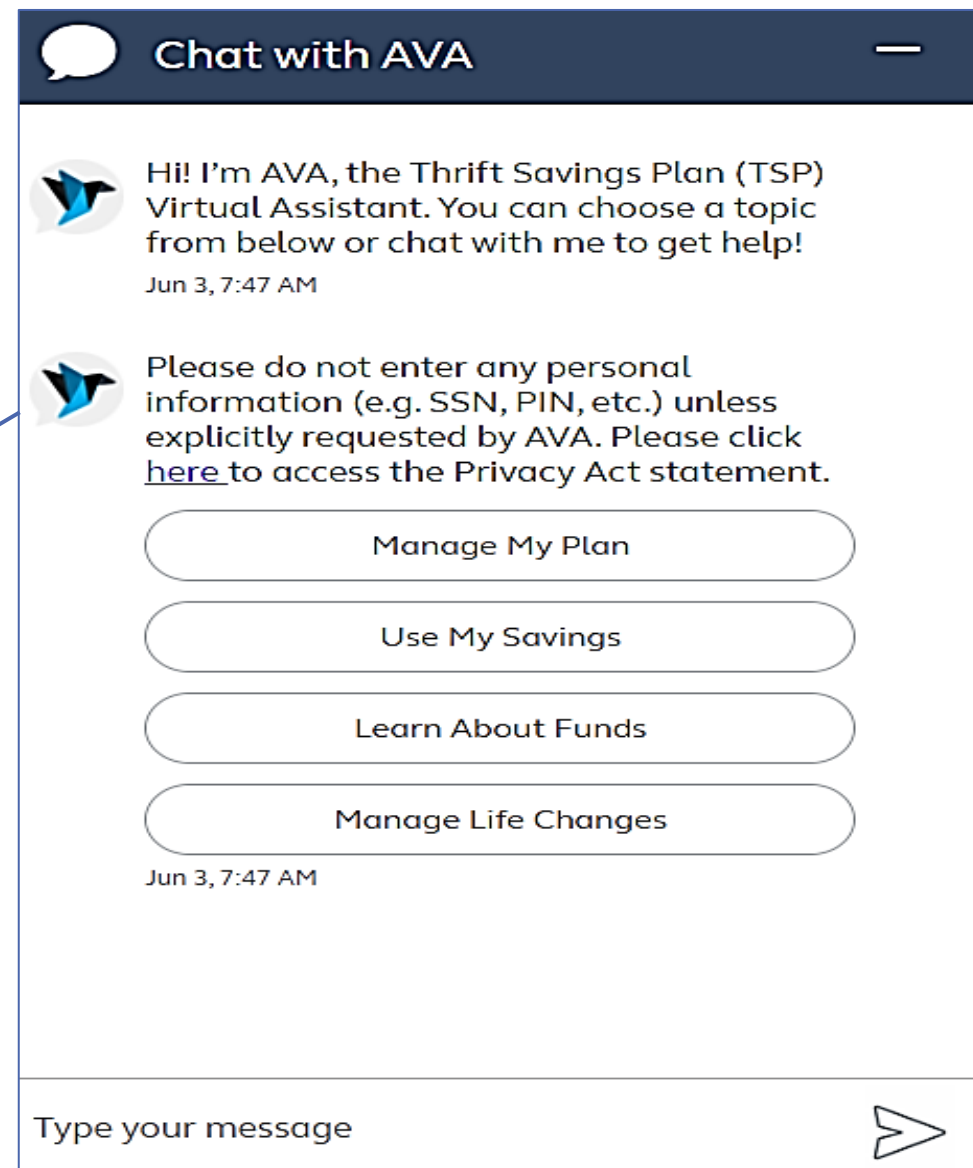 Chat with AVA
Hi! I’m AVA, the Thrift Savings Plan (TSP)
Virtual Assistant. You can choose a topic
from below or chat with me to get help!
Jun 3, 7:47 AM
Please do not enter any personal
information (e.g. SSN, PIN, etc.) unless
explicitly requested by AVA. Please click
here to access the Privacy Act statement.
Manage My Plan
Use My Savings
Learn About Funds
Manage Life Changes
Jun 3, 7:47 AM
Type your message